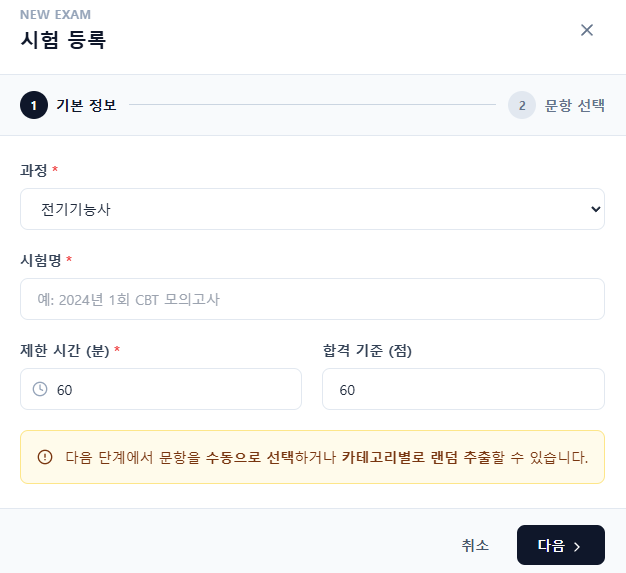 NEW EXAM
시험 등록
1 기본 정보
2 문항 선택
과정 *
전기기능사
시험명 *
예: 2024년 1회 CBT 모의고사
제한 시간 (분) *
합격 기준 (점)
60
60
다음 단계에서 문항을 수동으로 선택하거나 카테고리별로 랜덤 추출할 수 있습니다.
취소
다음